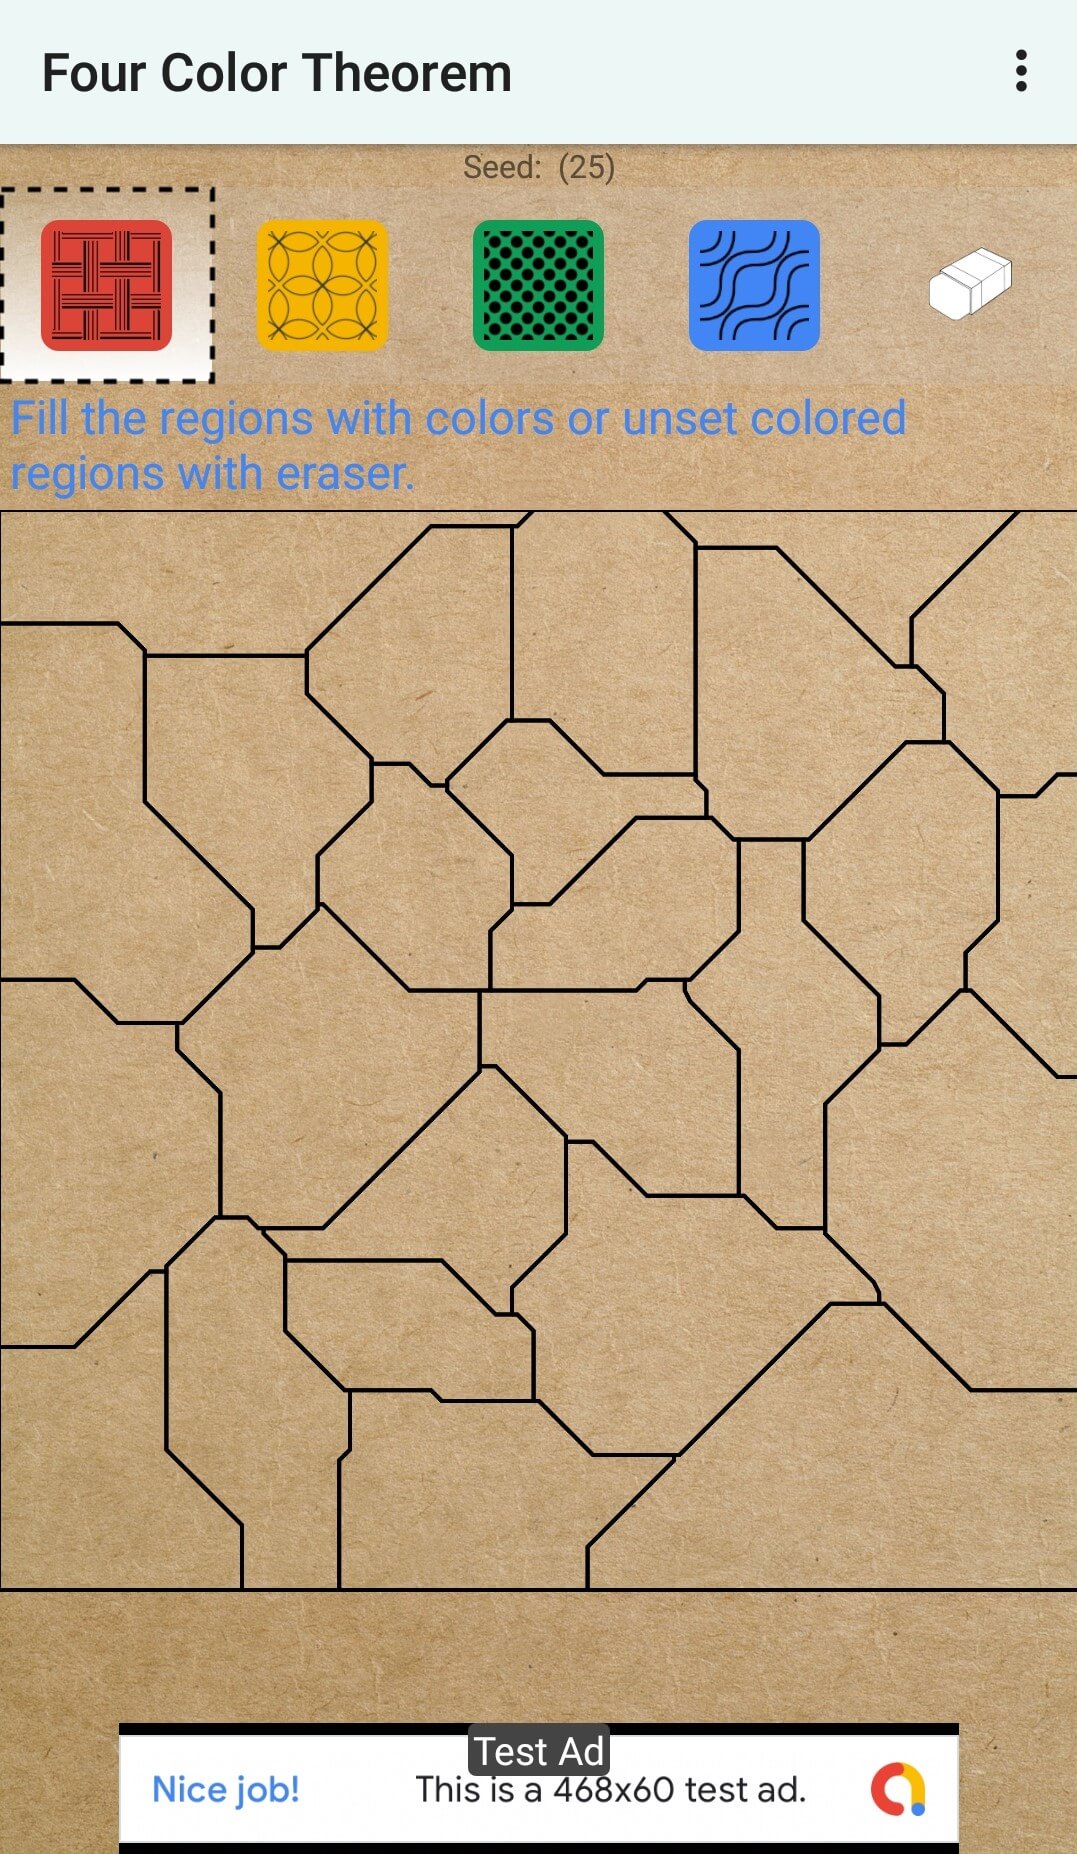 Four Color Theorem
Seed:  (25)
Fill the regions with colors or unset colored
regions with eraser.
Test Ad
Nice job!
This is a 468x60 test ad.